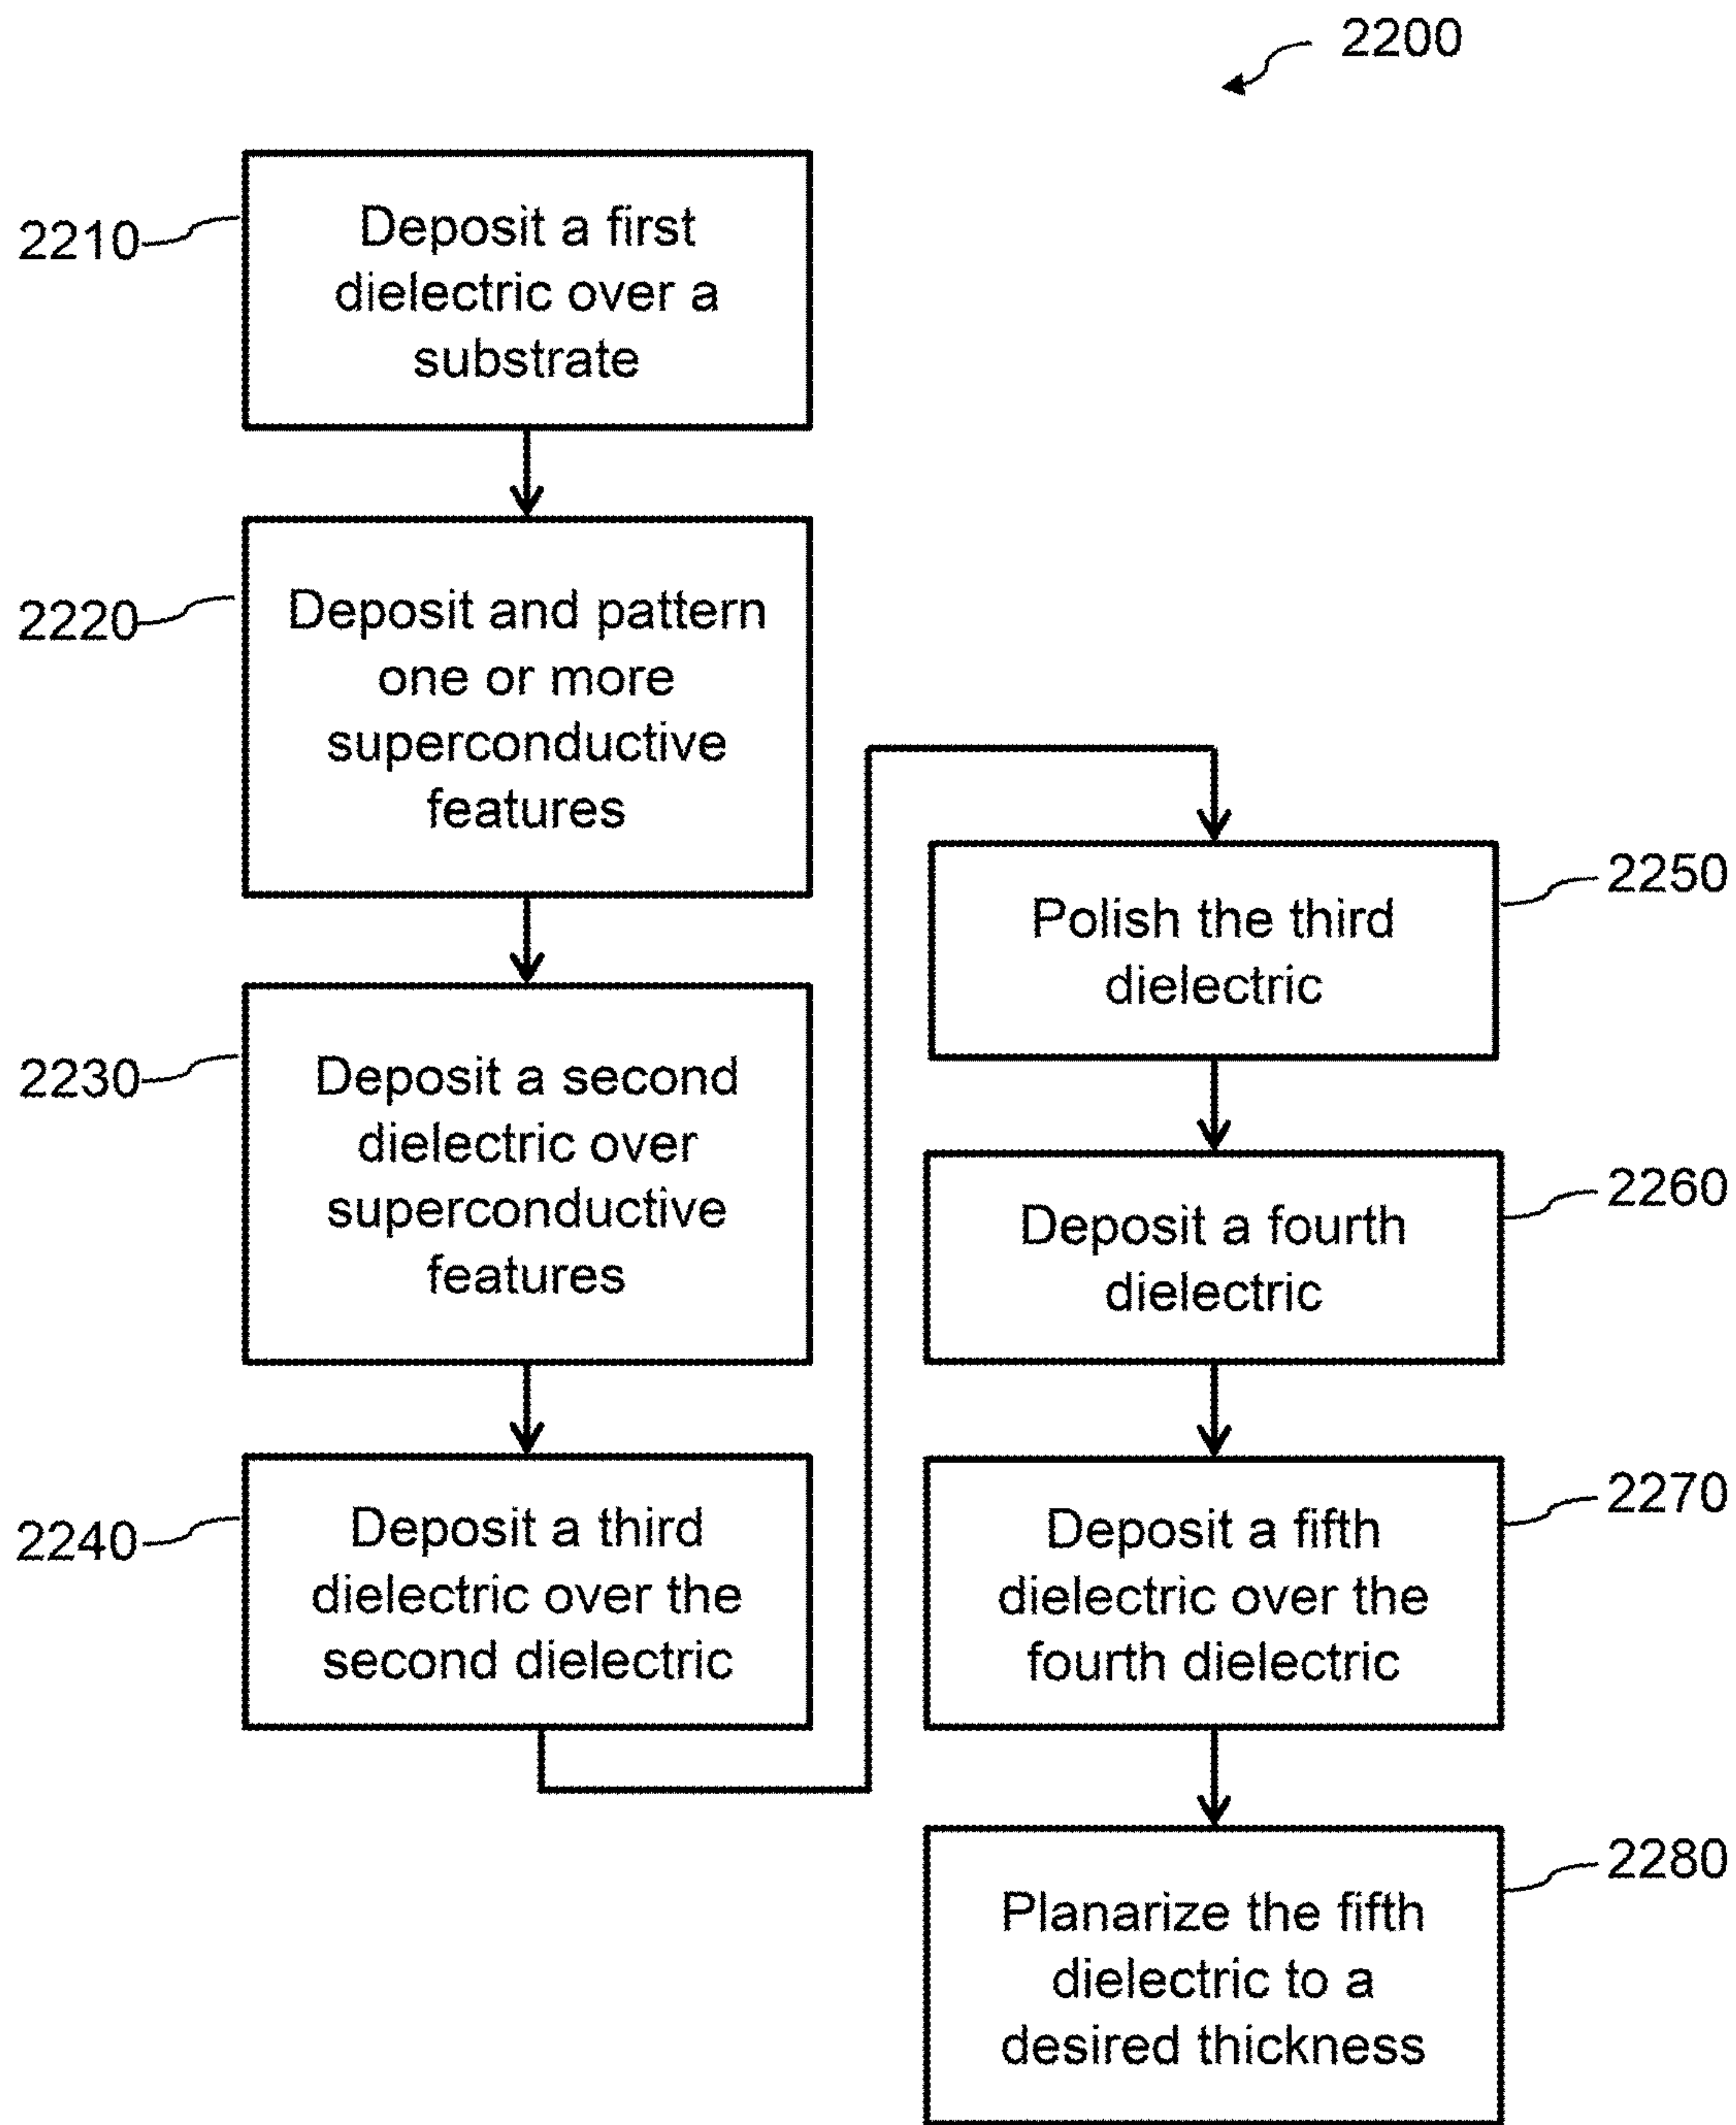 2200
2210
Deposit a first
dielectric over a
substrate
2220
Deposit and pattern
one or more
superconductive
features
2230
Deposit a second
dielectric over
superconductive
features
2240
Deposit a third
dielectric over the
second dielectric
2250
Polish the third
dielectric
2260
Deposit a fourth
dielectric
2270
Deposit a fifth
dielectric over the
fourth dielectric
2280
Planarize the fifth
dielectric to a
desired thickness